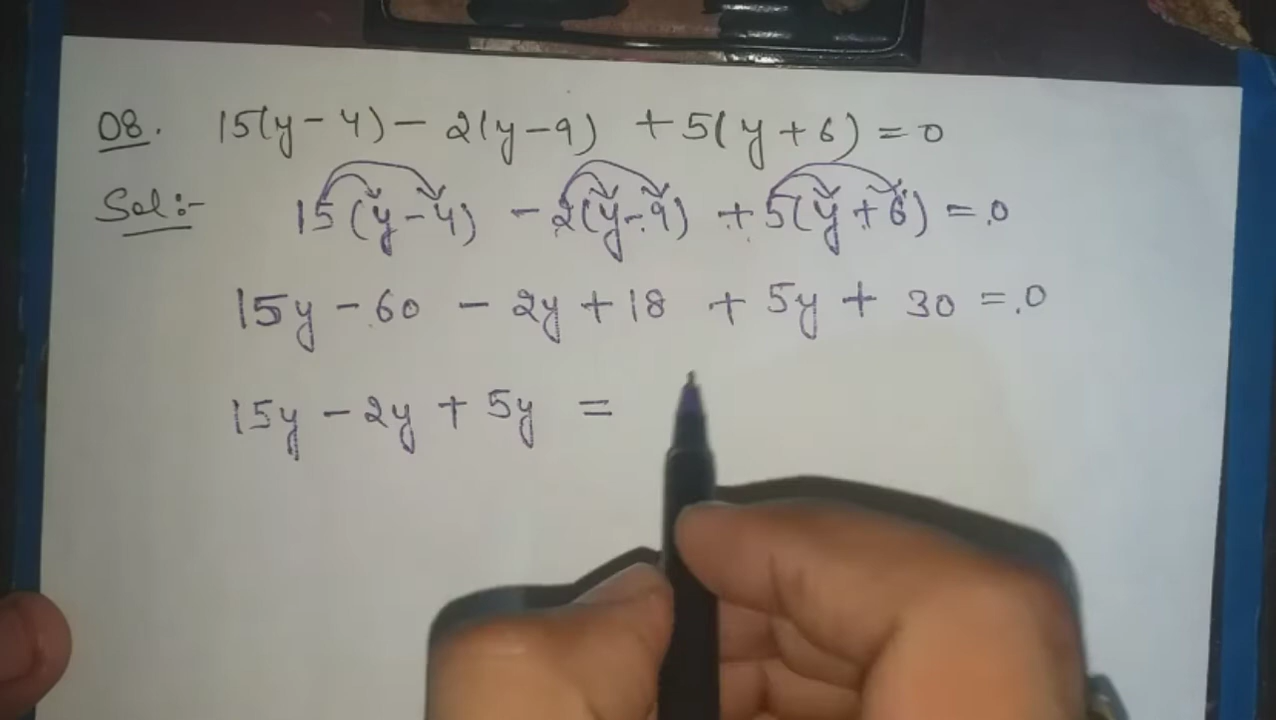 08. 15(y-4) - 2(y-9) + 5(y+6) = 0
Sol:- 15(y-4) - 2(y-9) + 5(y+6) = 0
15y - 60 - 2y + 18 + 5y + 30 = 0
15y - 2y + 5y =